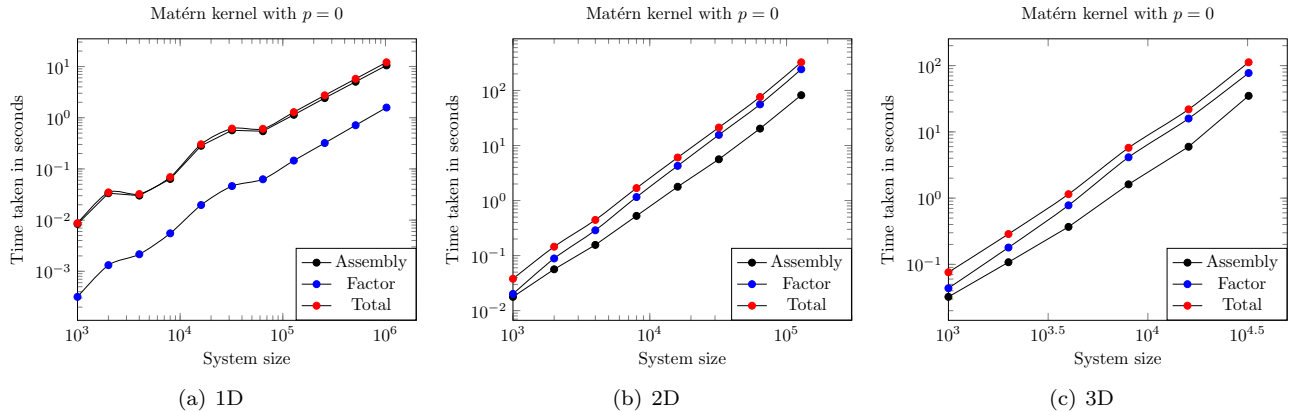 Matérn kernel with p = 0
Time taken in seconds
10^1
10^0
10^−1
10^−2
10^−3
10^3
10^4
10^5
10^6
System size
Assembly
Factor
Total
(a) 1D
Matérn kernel with p = 0
Time taken in seconds
10^2
10^1
10^0
10^−1
10^−2
10^3
10^4
10^5
System size
Assembly
Factor
Total
(b) 2D
Matérn kernel with p = 0
Time taken in seconds
10^2
10^1
10^0
10^−1
10^3
10^3.5
10^4
10^4.5
System size
Assembly
Factor
Total
(c) 3D